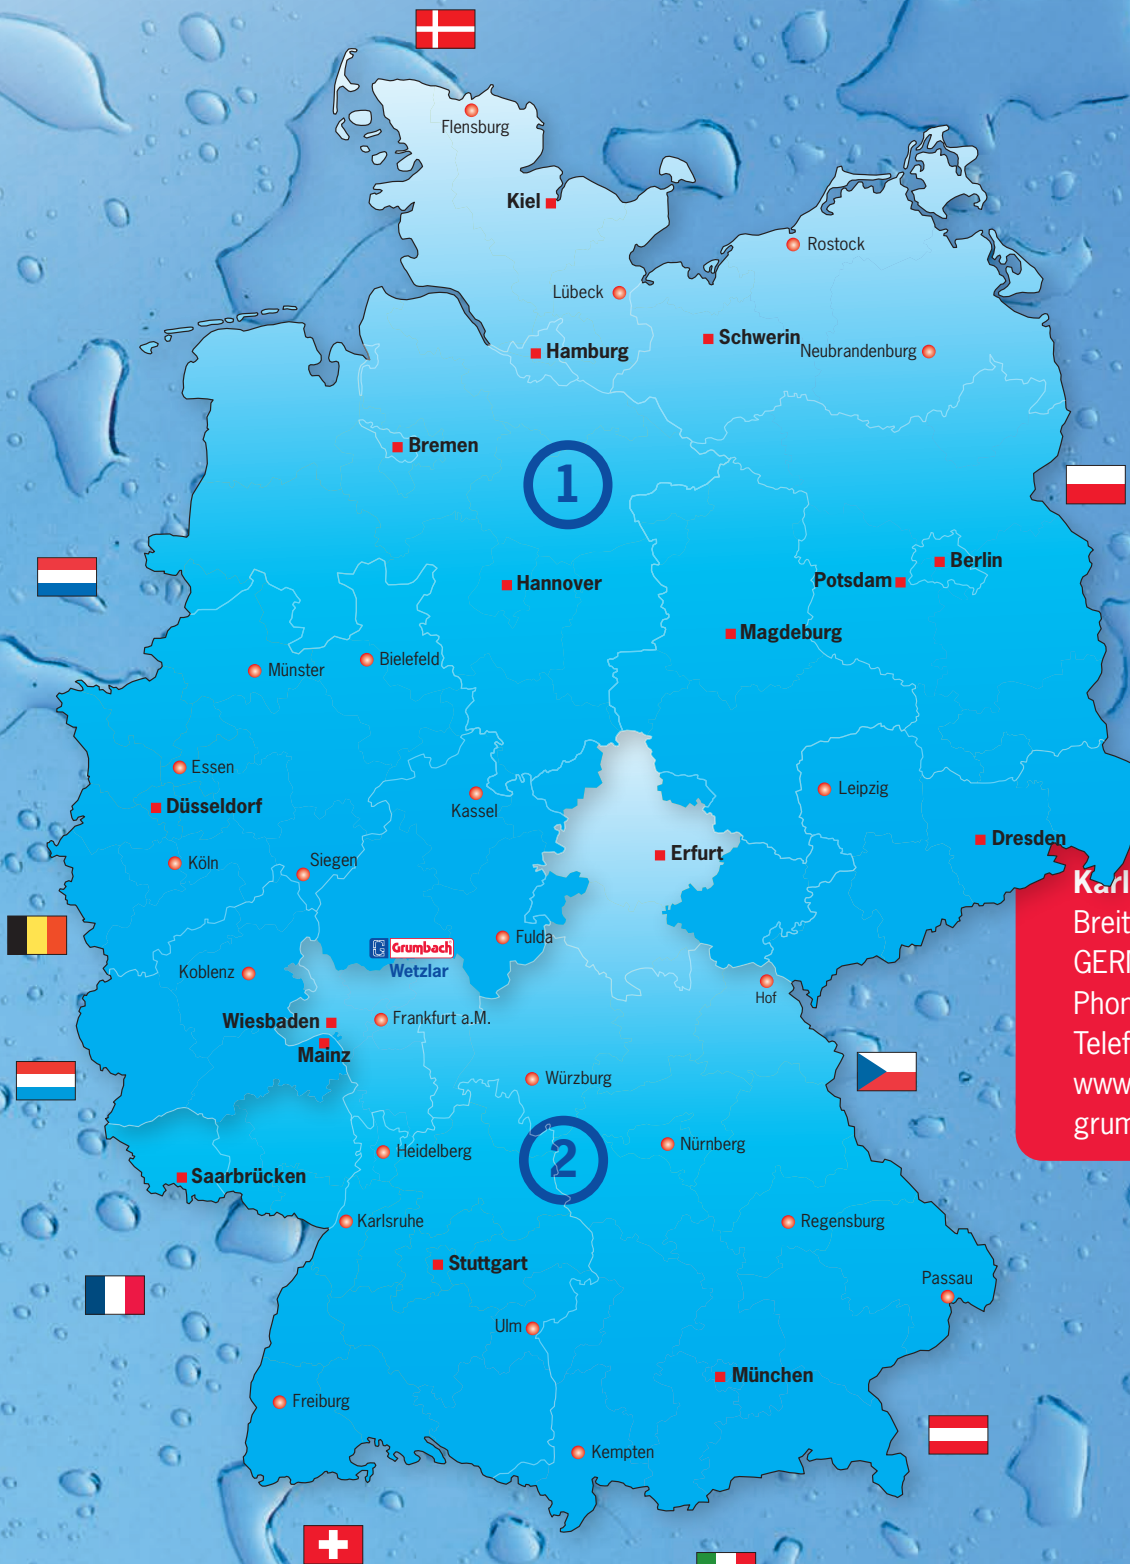 Flensburg
Kiel
Rostock
Lübeck
Schwerin
Hamburg
Neubrandenburg
Bremen
1
Berlin
Potsdam
Hannover
Magdeburg
Münster
Bielefeld
Essen
Düsseldorf
Kassel
Leipzig
Dresden
Erfurt
Köln
Siegen
Karl
Breit
GERM
Phon
Telef
www
grum
Fulda
G Grumbach
Wetzlar
Koblenz
Hof
Wiesbaden
Frankfurt a.M.
Mainz
Würzburg
Heidelberg
2
Nürnberg
Saarbrücken
Karlsruhe
Regensburg
Stuttgart
Passau
Ulm
München
Freiburg
Kempten